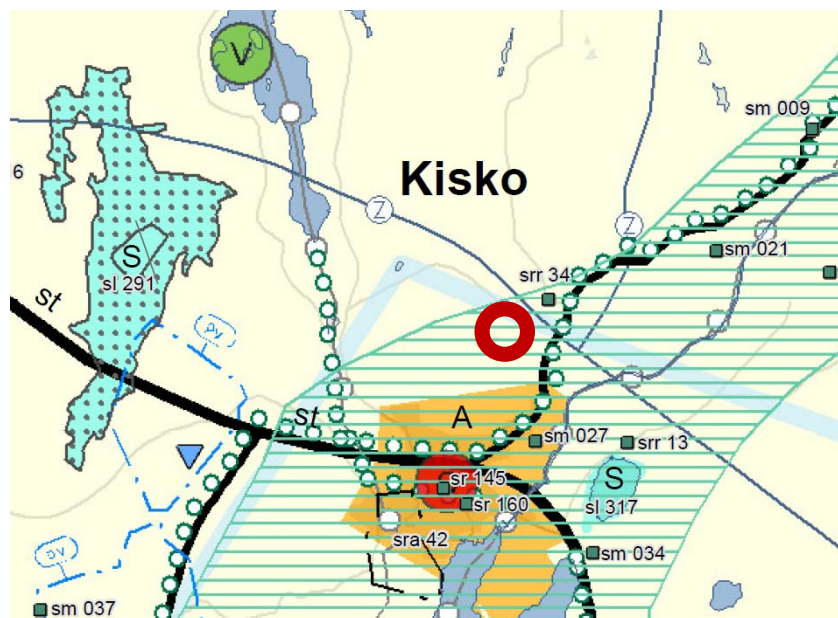 V
sm 009
6
Kisko
Z
S
Z
sm 021
sl 291
srr 34
st
pv
A
st
sm 027
srr 13
S
sr 145
sr 160
sl 317
sra 42
pv
sm 034
sm 037